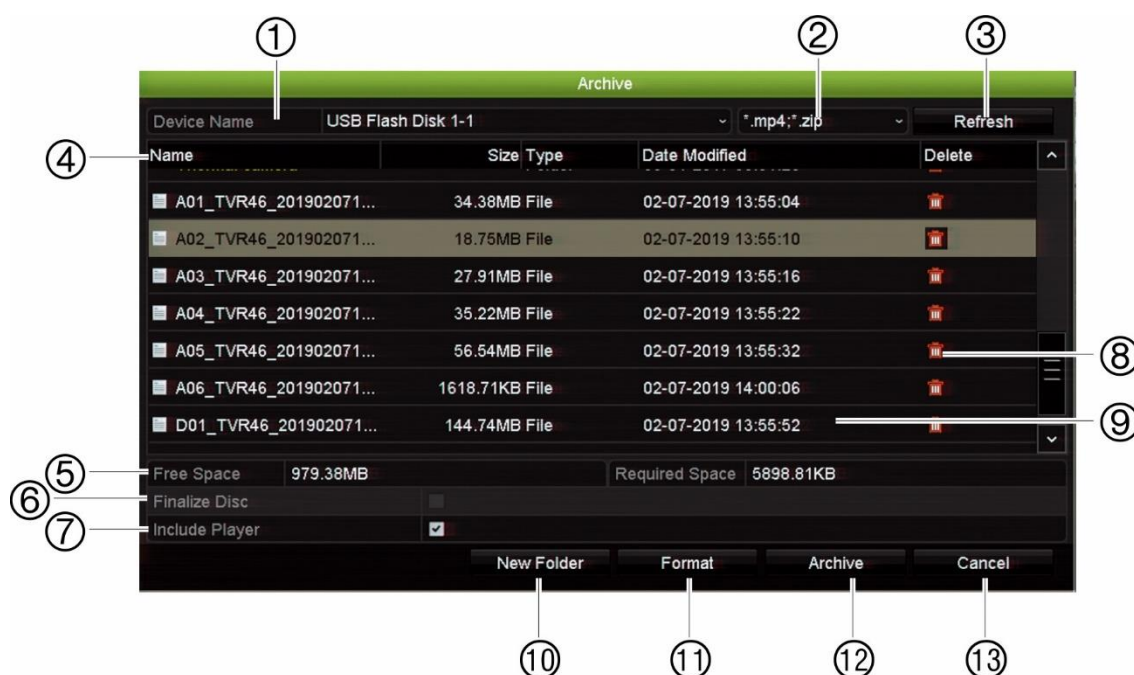 ① ② ③
Archive
Device Name USB Flash Disk 1-1 *.mp4;*.zip Refresh
④ Name Size Type Date Modified Delete
A01_TVR46_201902071... 34.38MB File 02-07-2019 13:55:04
A02_TVR46_201902071... 18.75MB File 02-07-2019 13:55:10
A03_TVR46_201902071... 27.91MB File 02-07-2019 13:55:16
A04_TVR46_201902071... 35.22MB File 02-07-2019 13:55:22
A05_TVR46_201902071... 56.54MB File 02-07-2019 13:55:32 ⑧
A06_TVR46_201902071... 1618.71KB File 02-07-2019 14:00:06
D01_TVR46_201902071... 144.74MB File 02-07-2019 13:55:52 ⑨
⑤ Free Space 979.38MB Required Space 5898.81KB
⑥ Finalize Disc
⑦ Include Player
New Folder Format Archive Cancel
⑩ ⑪ ⑫ ⑬